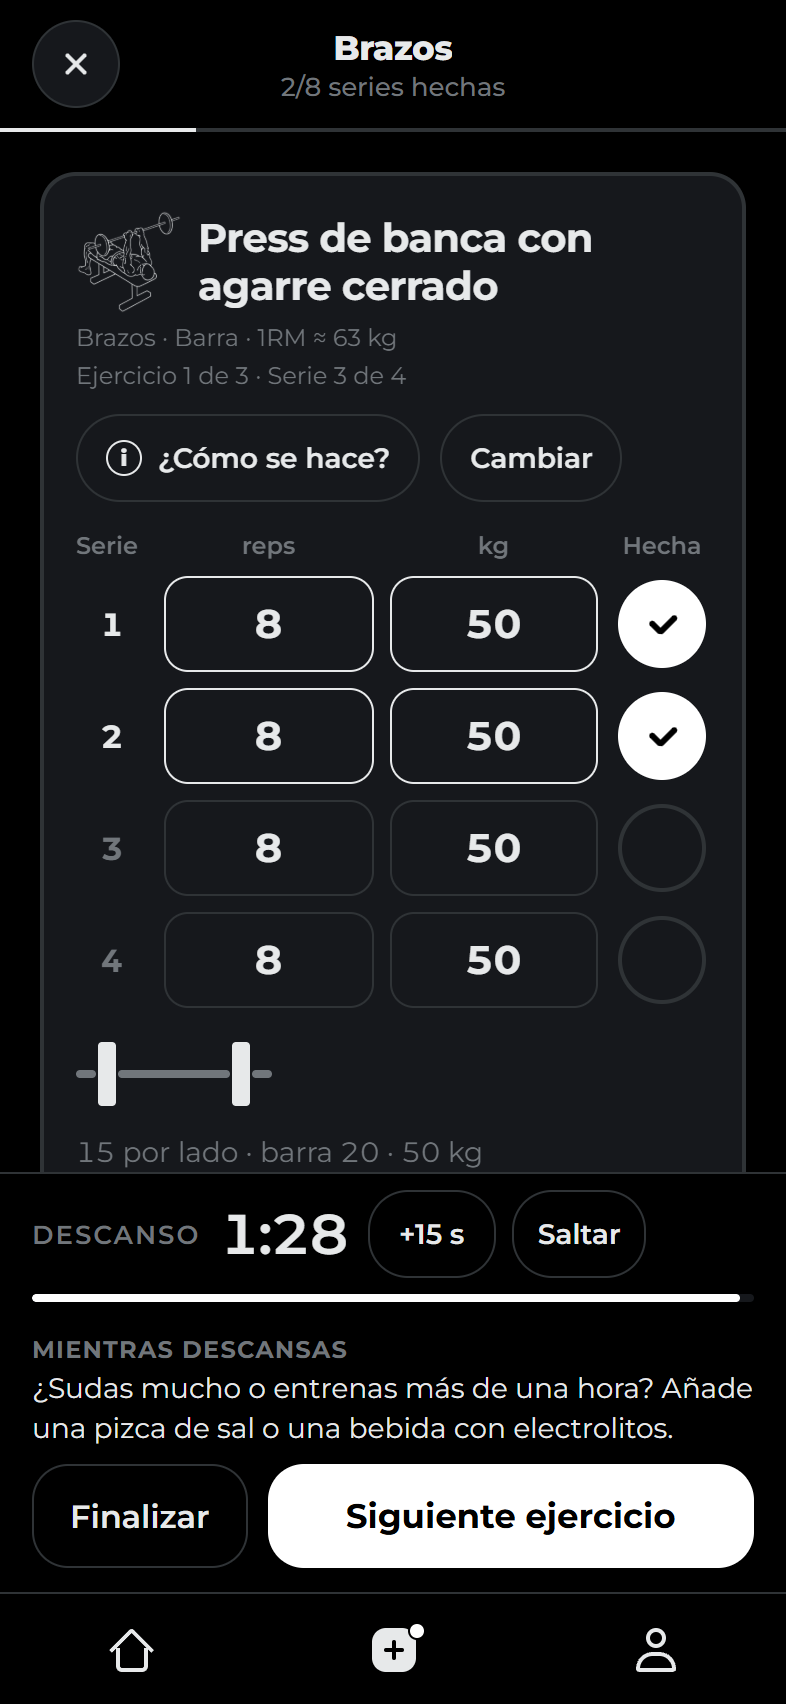 Brazos
2/8 series hechas
Press de banca con
agarre cerrado
Brazos · Barra · 1RM ≈ 63 kg
Ejercicio 1 de 3 · Serie 3 de 4
i ¿Cómo se hace? Cambiar
Serie reps kg Hecha
1 8 50
2 8 50
3 8 50
4 8 50
15 por lado · barra 20 · 50 kg
DESCANSO 1:28 +15 s Saltar
MIENTRAS DESCANSAS
¿Sudas mucho o entrenas más de una hora? Añade
una pizca de sal o una bebida con electrolitos.
Finalizar Siguiente ejercicio